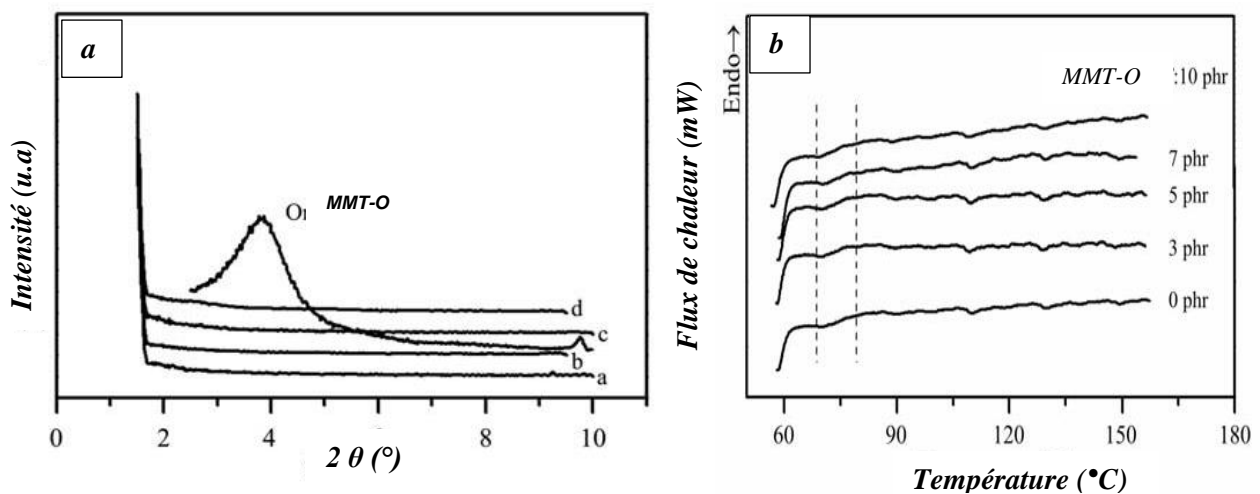 a
Intensité (u.a)
MMT-O
d
c
b
a
0
2
4
6
8
10
2 θ (°)
b
Endo→
Flux de chaleur (mW)
MMT-O :10 phr
7 phr
5 phr
3 phr
0 phr
60
90
120
150
180
Température (°C)